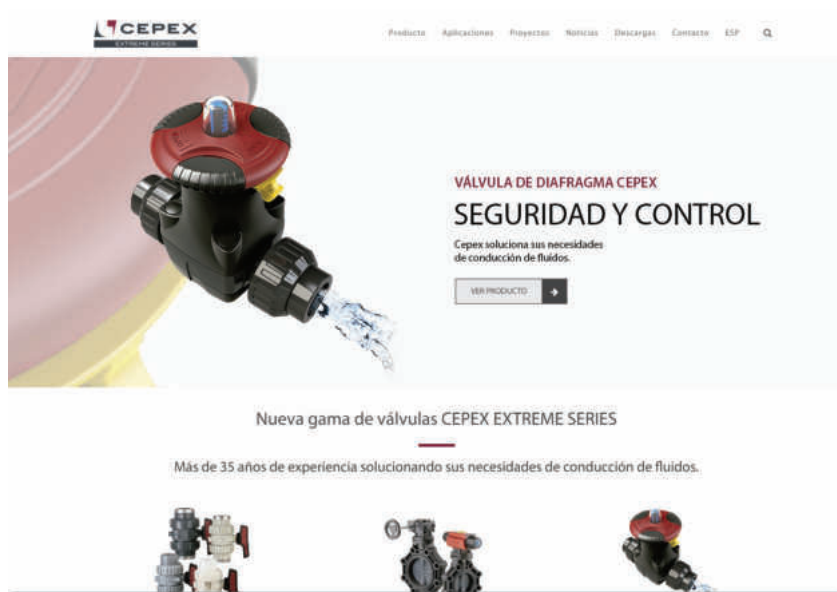 CEPEX
EXTREME SERIES
Producto Aplicaciones Proyectos Noticias Descargas Contacto ESP
VÁLVULA DE DIAFRAGMA CEPEX
SEGURIDAD Y CONTROL
Cepex soluciona sus necesidades
de conducción de fluidos.
VER PRODUCTO
Nueva gama de válvulas CEPEX EXTREME SERIES
Más de 35 años de experiencia solucionando sus necesidades de conducción de fluidos.